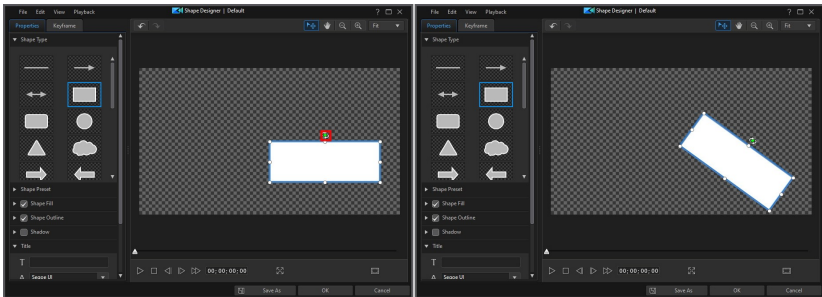 File Edit View Playback
Shape Designer | Default
? 
Properties Keyframe
Fit
Shape Type
Shape Preset
Shape Fill
Shape Outline
Shadow
Title
T
A Segoe UI
00;00;00;00
Save As OK Cancel
File Edit View Playback
Shape Designer | Default
?
Properties Keyframe
Fit
Shape Type
Shape Preset
Shape Fill
Shape Outline
Shadow
Title
T
A Segoe UI
00;00;00;00
Save As OK Cancel